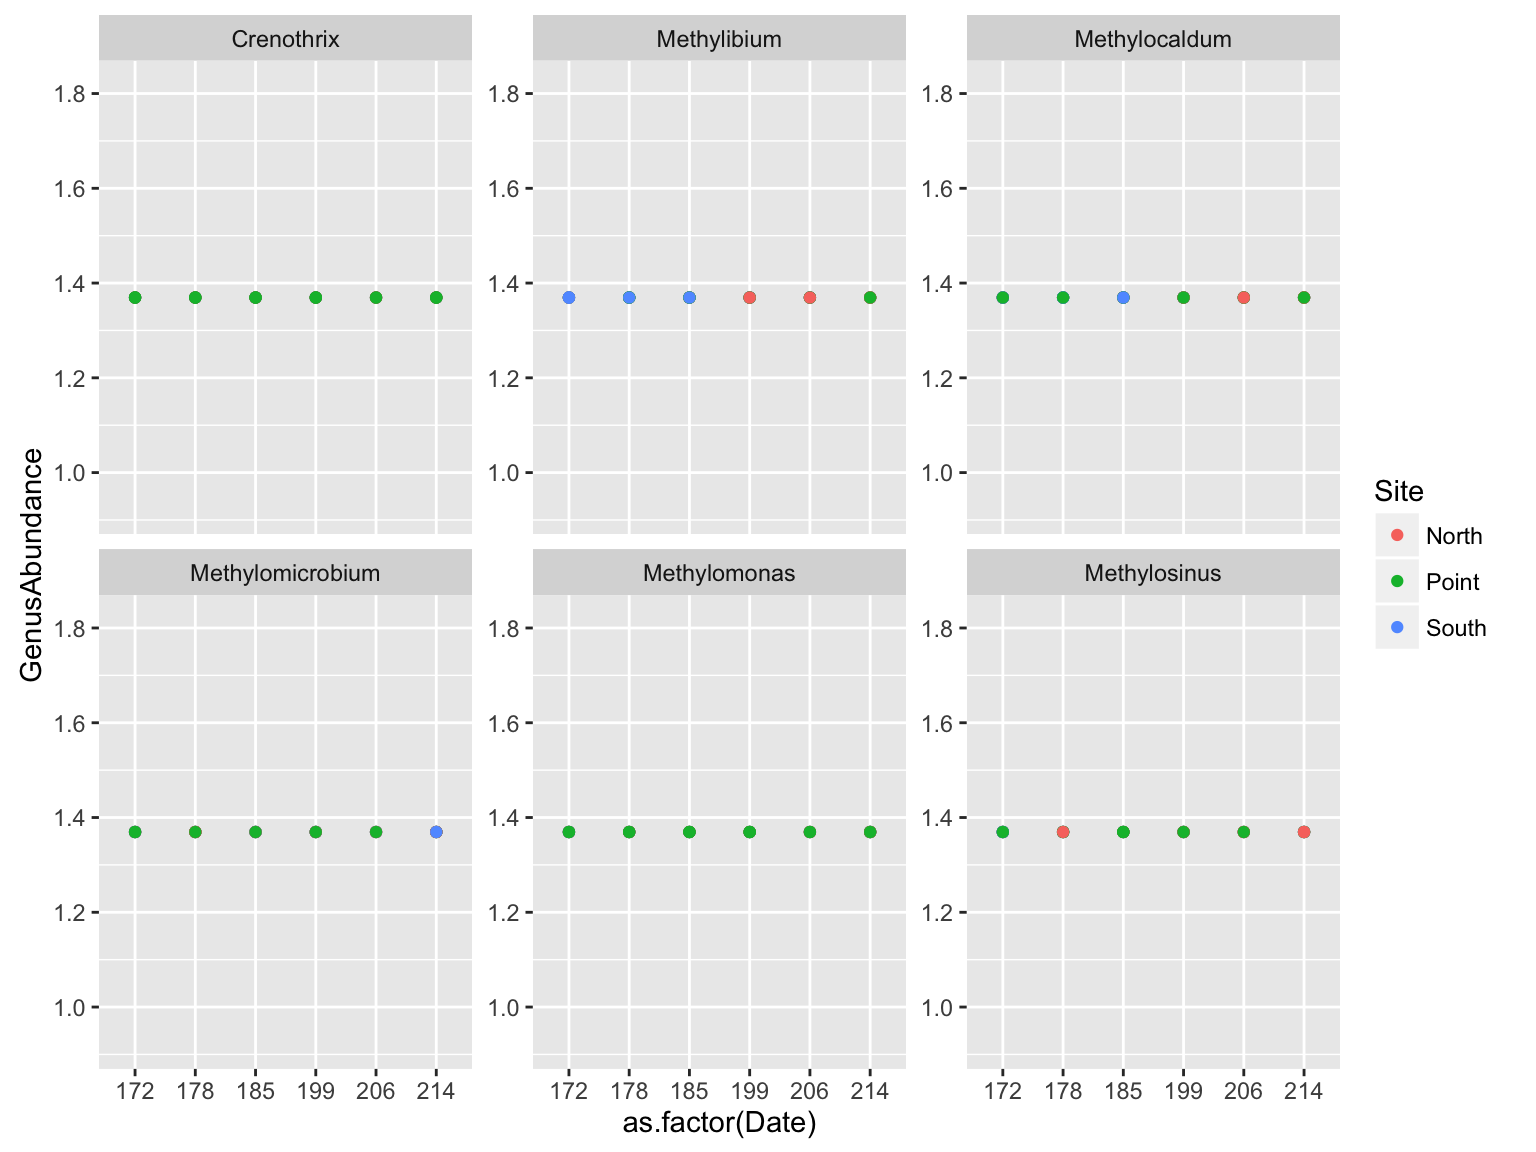 Crenothrix Methylibium Methylocaldum
1.8 1.8 1.8
1.6 1.6 1.6
1.4 1.4 1.4
1.2 1.2 1.2
1.0 1.0 1.0
GenusAbundance
Methylomicrobium Methylomonas Methylosinus
1.8 1.8 1.8
1.6 1.6 1.6
1.4 1.4 1.4
1.2 1.2 1.2
1.0 1.0 1.0
172 178 185 199 206 214 172 178 185 199 206 214 172 178 185 199 206 214
as.factor(Date)
Site
North
Point
South